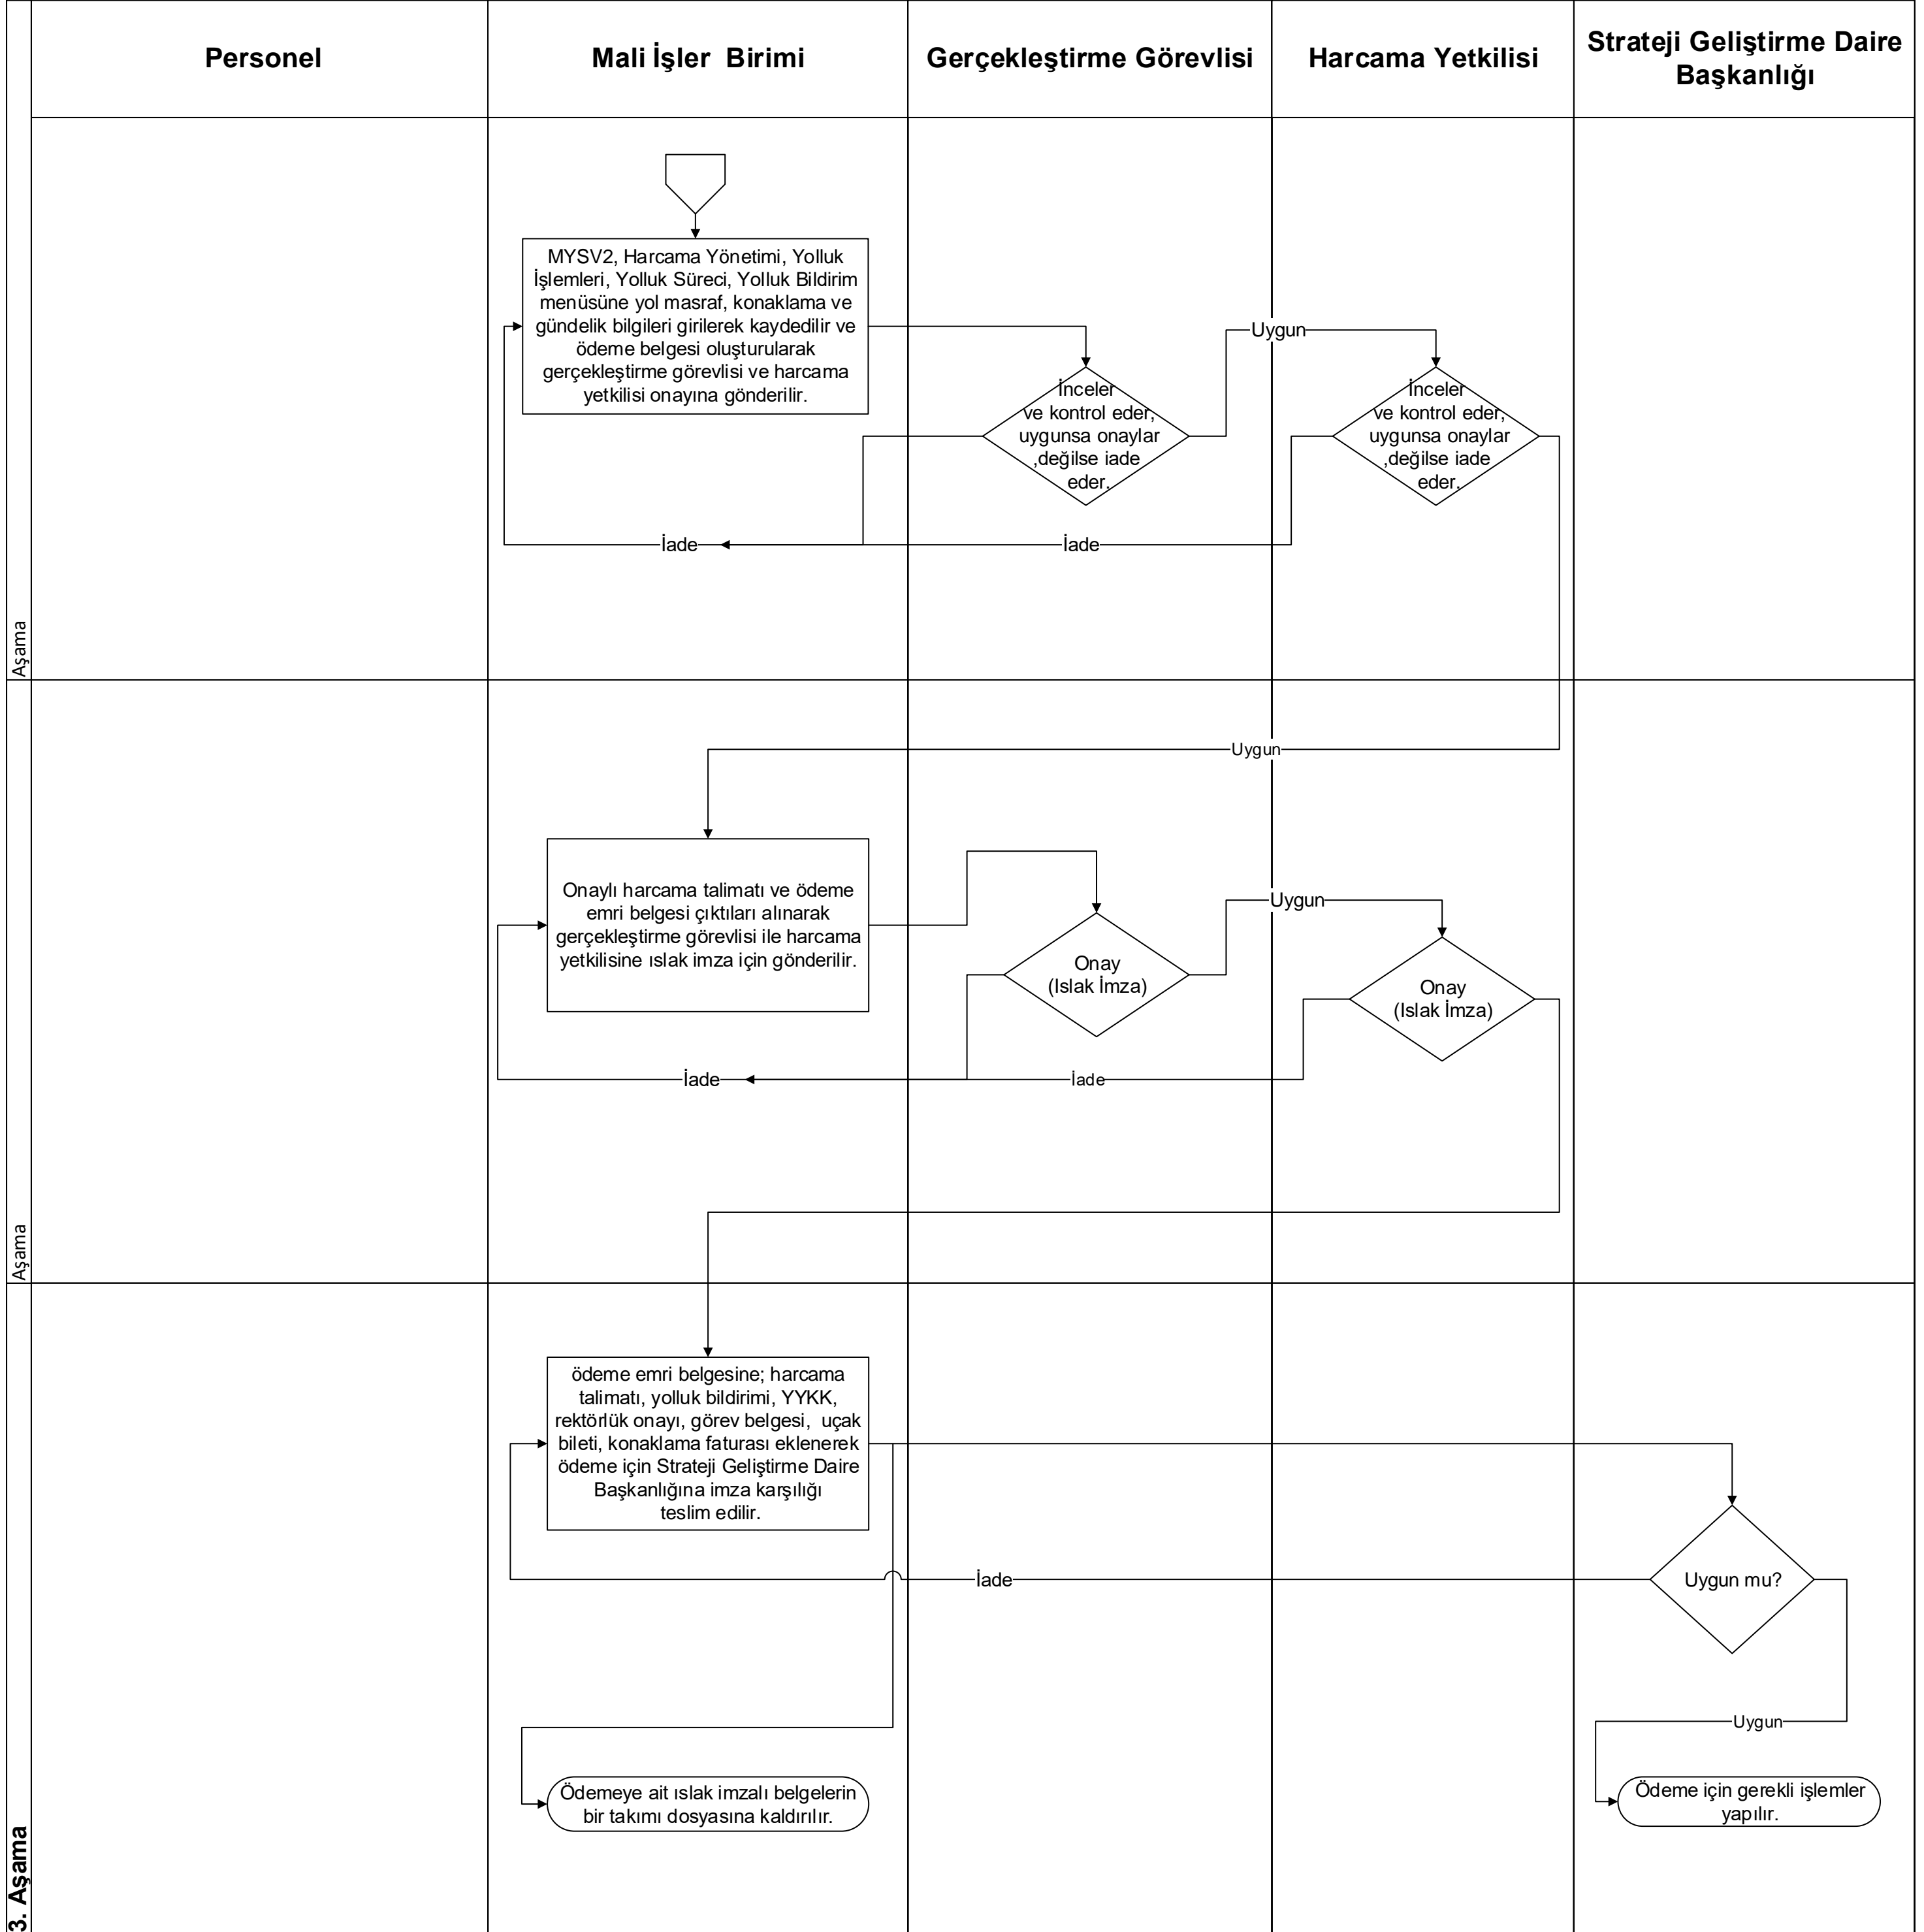 Personel
Mali İşler  Birimi
Gerçekleştirme Görevlisi
Harcama Yetkilisi
Strateji Geliştirme Daire
Başkanlığı
MYSV2, Harcama Yönetimi, Yolluk
İşlemleri, Yolluk Süreci, Yolluk Bildirim
menüsüne yol masraf, konaklama ve
gündelik bilgileri girilerek kaydedilir ve
ödeme belgesi oluşturularak
gerçekleştirme görevlisi ve harcama
yetkilisi onayına gönderilir.
Uygun
İnceler
ve kontrol eder,
uygunsa onaylar
,değilse iade
eder.
İnceler
ve kontrol eder,
uygunsa onaylar
,değilse iade
eder.
İade
İade
Aşama
Uygun
Onaylı harcama talimatı ve ödeme
emri belgesi çıktıları alınarak
gerçekleştirme görevlisi ile harcama
yetkilisine ıslak imza için gönderilir.
Uygun
Onay
(Islak İmza)
Onay
(Islak İmza)
İade
İade
Aşama
ödeme emri belgesine; harcama
talimatı, yolluk bildirimi, YYKK,
rektörlük onayı, görev belgesi,  uçak
bileti, konaklama faturası eklenerek
ödeme için Strateji Geliştirme Daire
Başkanlığına imza karşılığı
teslim edilir.
İade
Uygun mu?
Uygun
Ödemeye ait ıslak imzalı belgelerin
bir takımı dosyasına kaldırılır.
Ödeme için gerekli işlemler
yapılır.
3. Aşama